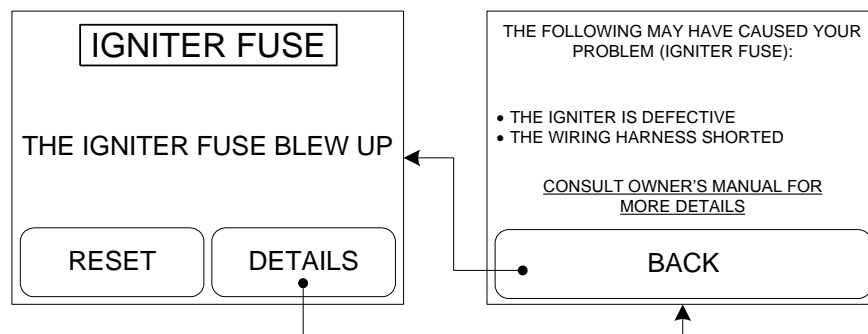 IGNITER FUSE
THE IGNITER FUSE BLEW UP
RESET
DETAILS
THE FOLLOWING MAY HAVE CAUSED YOUR
PROBLEM (IGNITER FUSE):
• THE IGNITER IS DEFECTIVE
• THE WIRING HARNESS SHORTED
CONSULT OWNER'S MANUAL FOR
MORE DETAILS
BACK